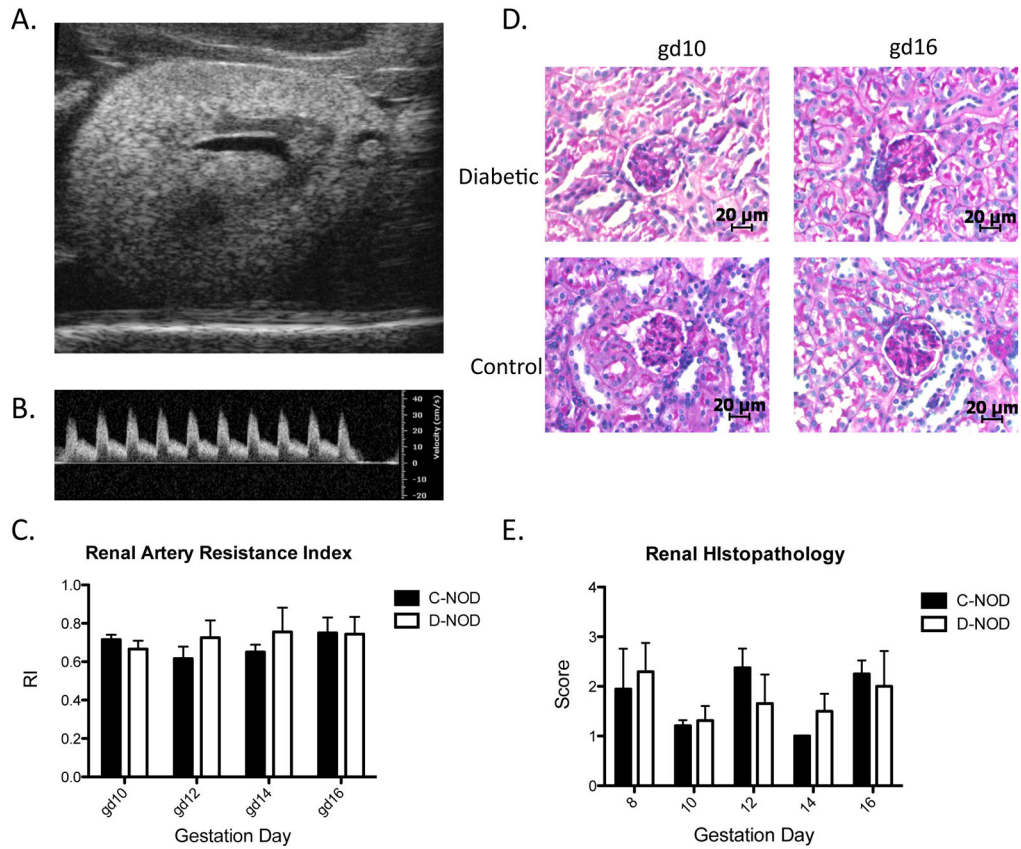 A.
B.
40
30
20
10
0
-10
-20
Velocity (cm/s)
C.
Renal Artery Resistance Index
C-NOD
D-NOD
1.0
0.8
0.6
0.4
0.2
0.0
RI
gd10
gd12
gd14
gd16
Gestation Day
D.
gd10
gd16
Diabetic
20 µm
20 µm
Control
20 µm
20 µm
E.
Renal HIstopathology
C-NOD
D-NOD
4
3
2
1
0
Score
8
10
12
14
16
Gestation Day